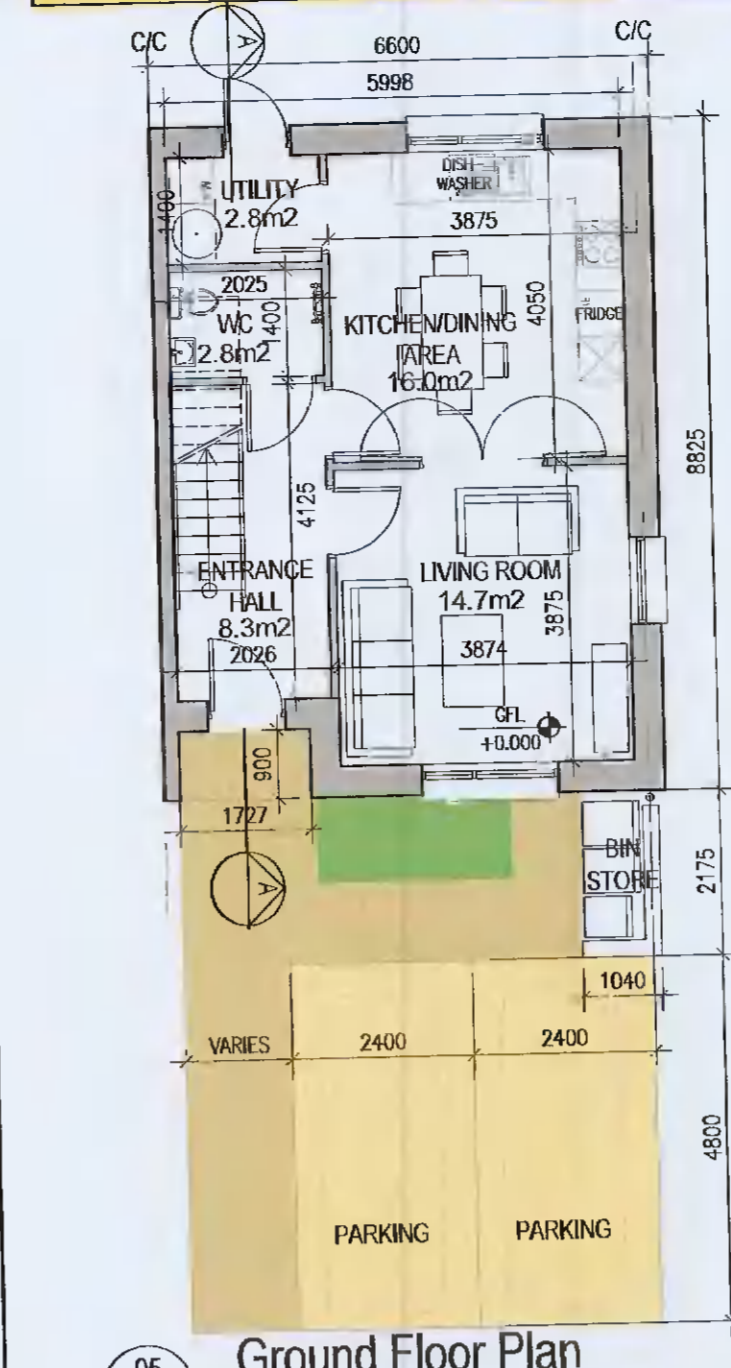 C/C
6600
C/C
A
5998
UTILITY
2.8m2
1400
DISH
WASHER
3875
2025
WC
2.8m2
1400
KITCHEN/DINING
AREA
16.0m2
4050
FRIDGE
8825
4125
ENTRANCE
HALL
8.3m2
2026
LIVING ROOM
14.7m2
3875
3874
GFL
+0.000
900
1727
A
BIN
STORE
2175
1040
VARIES
2400
2400
4800
PARKING
PARKING
05
Ground Floor Plan